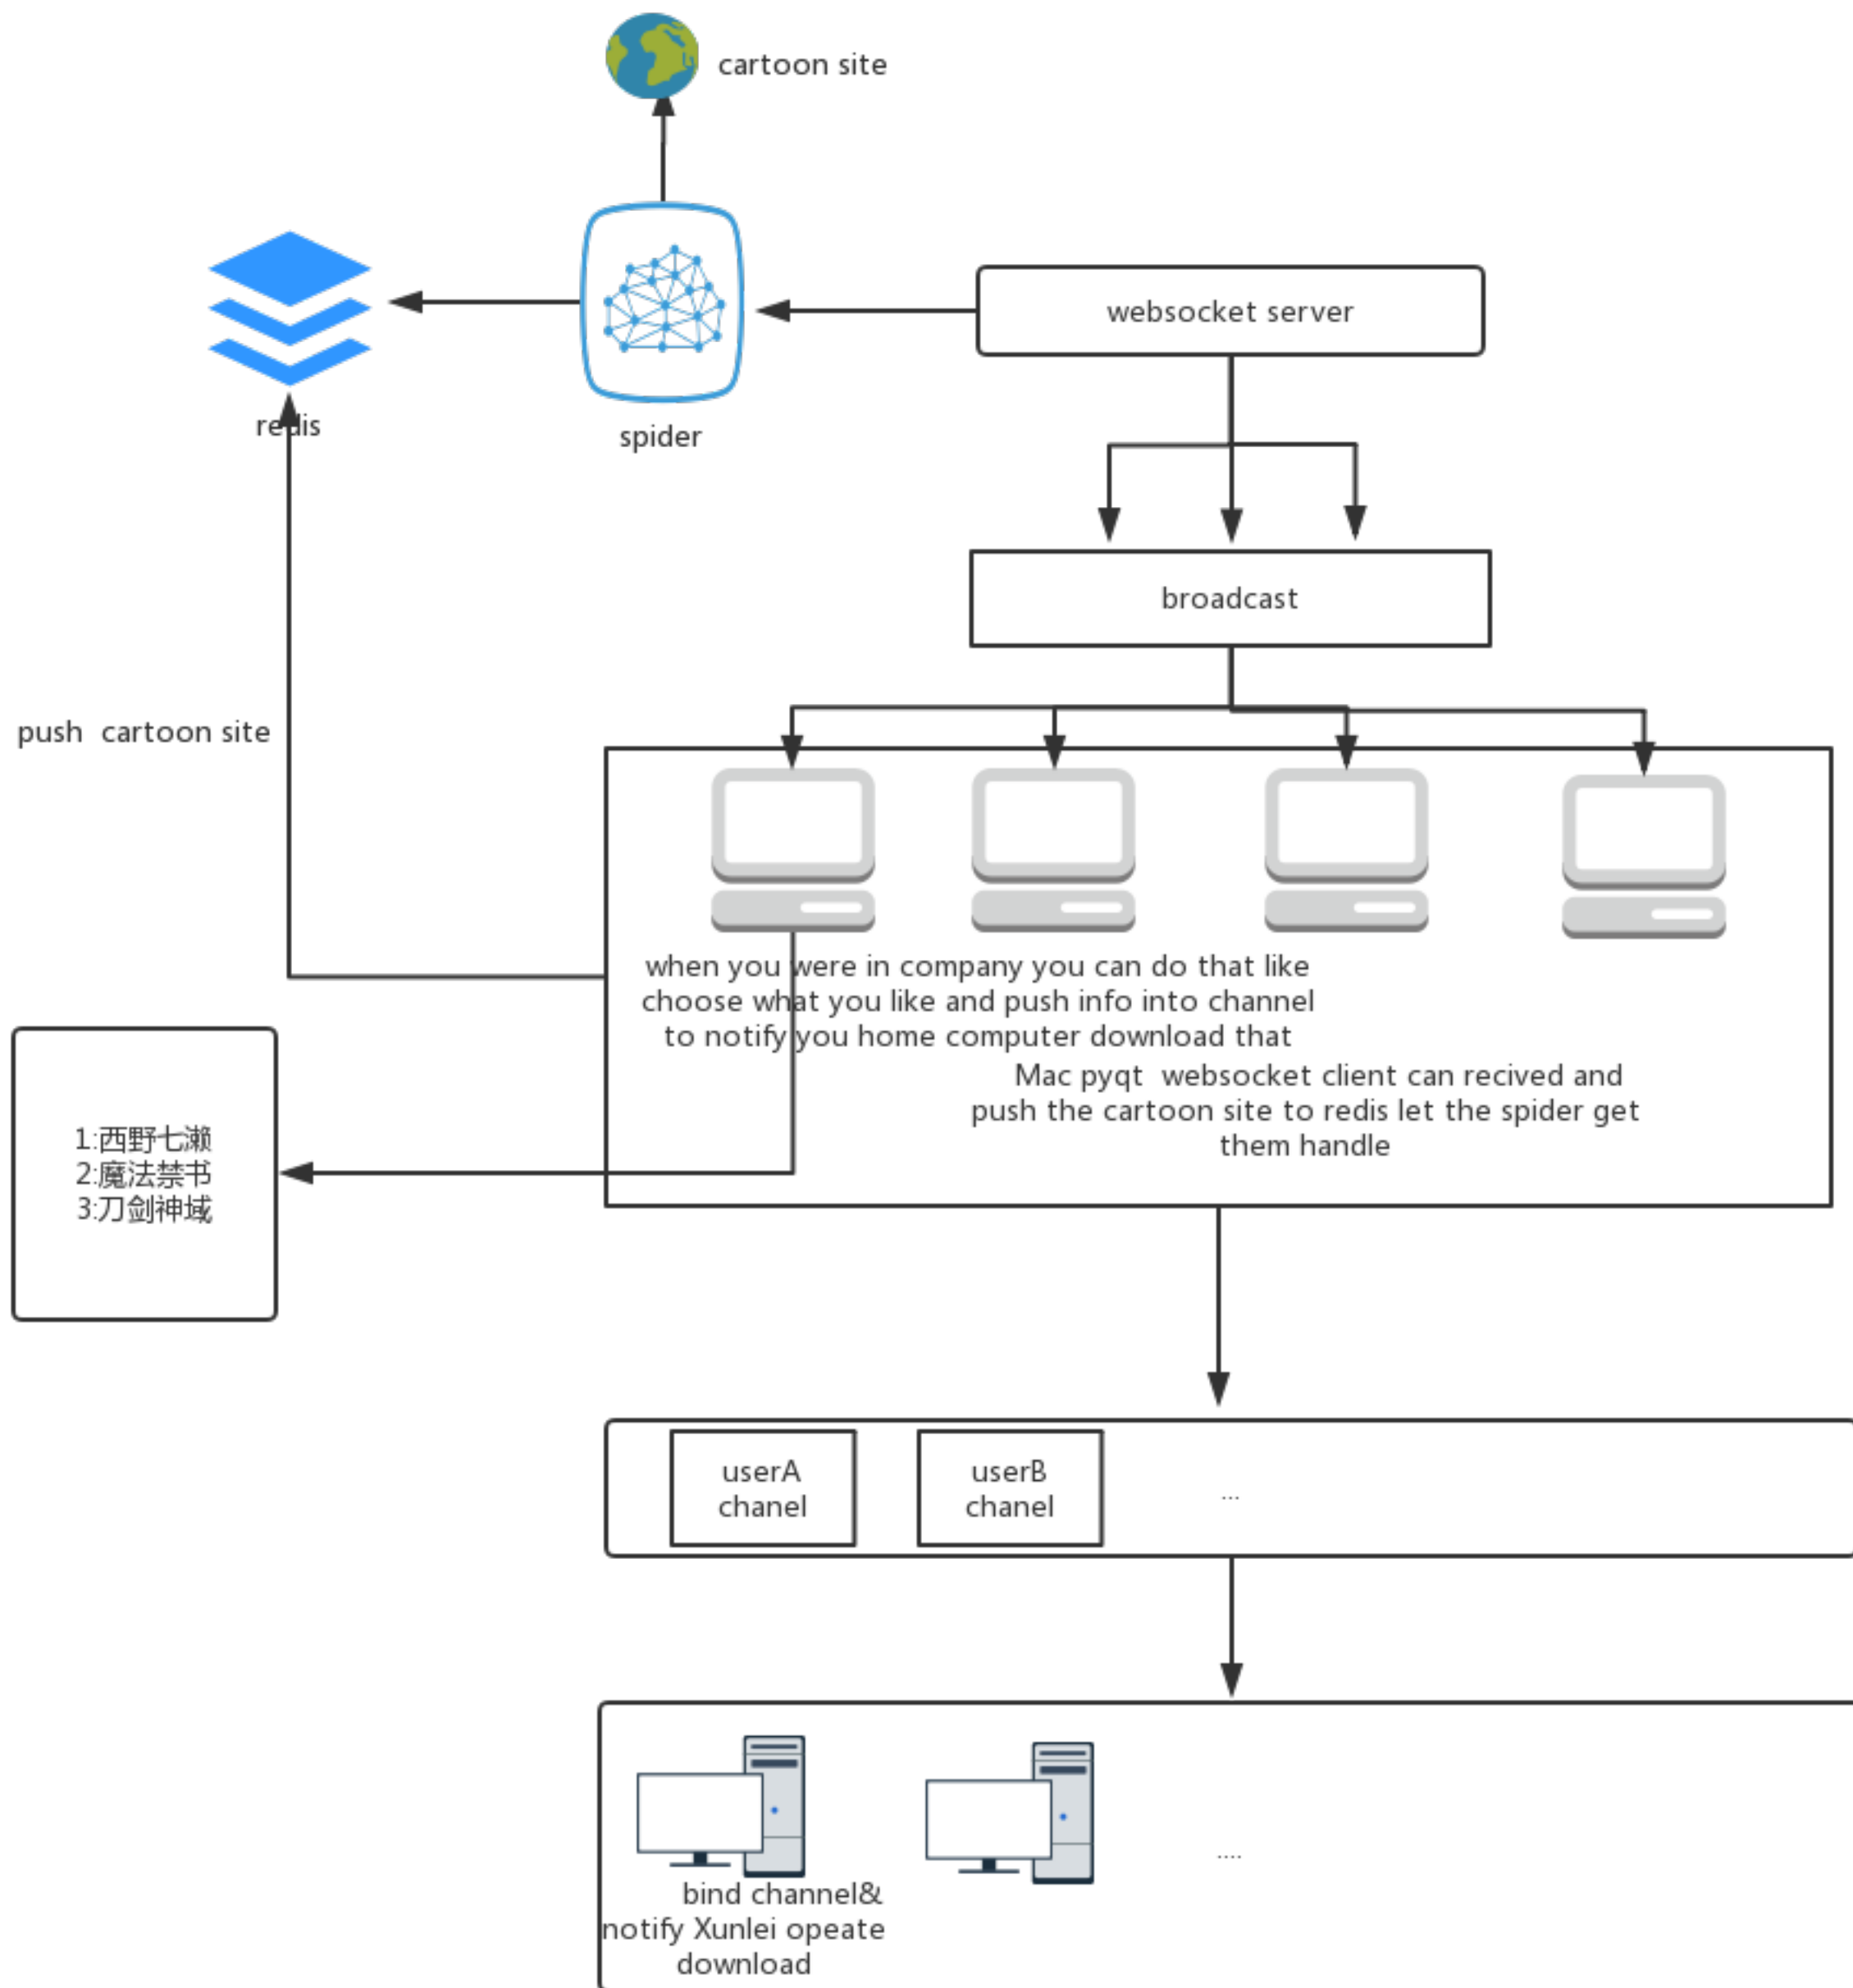 cartoon site
websocket server
redis
spider
broadcast
push  cartoon site
when you were in company you can do that like
choose what you like and push info into channel
to notify you home computer download that
Mac pyqt  websocket client can recived and
push the cartoon site to redis let the spider get
them handle
1:西野七濑
2:魔法禁书
3:刀剑神域
userA
chanel
userB
chanel
...
....
bind channel&
notify Xunlei opeate
download